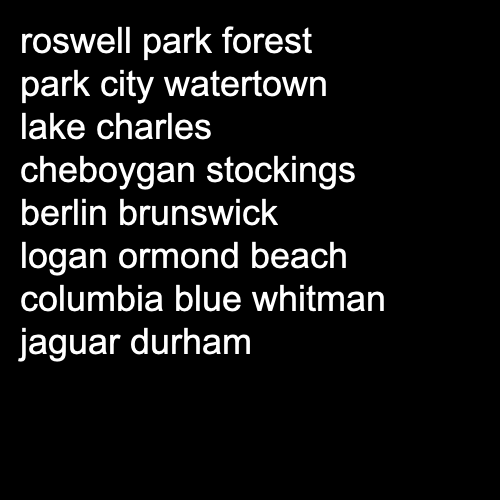 roswell park forest
park city watertown
lake charles
cheboygan stockings
berlin brunswick
logan ormond beach
columbia blue whitman
jaguar durham